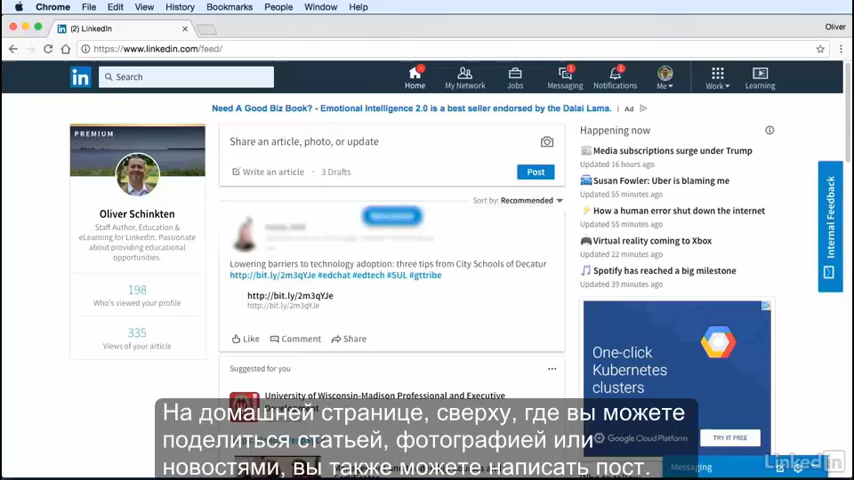 Chrome File Edit View History Bookmarks People Window Help
(2) LinkedIn
Oliver
https://www.linkedin.com/feed/
in Search Home My Network Jobs Messaging Notifications Me Work Learning
Need A Good Biz Book? - Emotional Intelligence 2.0 is a best seller endorsed by the Dalai Lama. | Ad
PREMIUM
Oliver Schinkten
Staff Author, Education &
eLearning for LinkedIn. Passionate
about providing educational
opportunities.
198
Who's viewed your profile
335
Views of your article
Share an article, photo, or update
Write an article · 3 Drafts
Post
Sort by: Recommended
Lowering barriers to technology adoption: three tips from City Schools of Decatur
http://bit.ly/2m3qYJe #edchat #edtech #SUL #gttribe
http://bit.ly/2m3qYJe
http://bit.ly/2m3qYJe
Like Comment Share
Suggested for you ...
University of Wisconsin-Madison Professional and Executive
Happening now
Media subscriptions surge under Trump
Updated 16 hours ago
Susan Fowler: Uber is blaming me
Updated 55 minutes ago
How a human error shut down the internet
Updated 55 minutes ago
Virtual reality coming to Xbox
Updated 22 minutes ago
Spotify has reached a big milestone
Updated 39 minutes ago
Internal Feedback
One-click
Kubernetes
clusters
Google Cloud Platform
TRY IT FREE
Messaging
LinkedIn
На домашней странице, сверху, где вы можете
поделиться статьей, фотографией или
новостями, вы также можете написать пост.